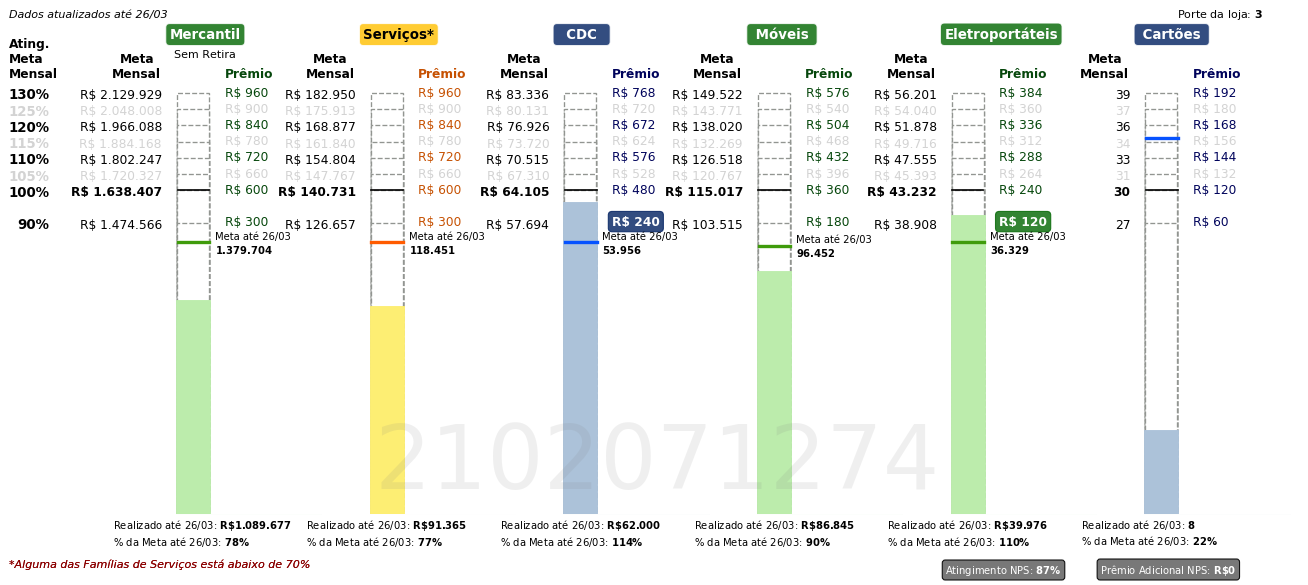 Dados atualizados até 26/03
Porte da loja: 3
Mercantil Serviços* CDC Móveis Eletroportáteis Cartões
Sem Retira
Ating. Meta Mensal
Meta Mensal Prêmio Meta Mensal Prêmio Meta Mensal Prêmio Meta Mensal Prêmio Meta Mensal Prêmio Meta Mensal Prêmio
130% R$ 2.129.929 R$ 960 R$ 182.950 R$ 960 R$ 83.336 R$ 768 R$ 149.522 R$ 576 R$ 56.201 R$ 384 39 R$ 192
125% R$ 2.048.008 R$ 900 R$ 175.913 R$ 900 R$ 80.131 R$ 720 R$ 143.771 R$ 540 R$ 54.040 R$ 360 37 R$ 180
120% R$ 1.966.088 R$ 840 R$ 168.877 R$ 840 R$ 76.926 R$ 672 R$ 138.020 R$ 504 R$ 51.878 R$ 336 36 R$ 168
115% R$ 1.884.168 R$ 780 R$ 161.840 R$ 780 R$ 73.720 R$ 624 R$ 132.269 R$ 468 R$ 49.716 R$ 312 34 R$ 156
110% R$ 1.802.247 R$ 720 R$ 154.804 R$ 720 R$ 70.515 R$ 576 R$ 126.518 R$ 432 R$ 47.555 R$ 288 33 R$ 144
105% R$ 1.720.327 R$ 660 R$ 147.767 R$ 660 R$ 67.310 R$ 528 R$ 120.767 R$ 396 R$ 45.393 R$ 264 31 R$ 132
100% R$ 1.638.407 R$ 600 R$ 140.731 R$ 600 R$ 64.105 R$ 480 R$ 115.017 R$ 360 R$ 43.232 R$ 240 30 R$ 120
90% R$ 1.474.566 R$ 300 R$ 126.657 R$ 300 R$ 57.694 R$ 240 R$ 103.515 R$ 180 R$ 38.908 R$ 120 27 R$ 60
Meta até 26/03 Meta até 26/03 Meta até 26/03 Meta até 26/03 Meta até 26/03
1.379.704 118.451 53.956 96.452 36.329
2102071274
Realizado até 26/03: R$1.089.677 Realizado até 26/03: R$91.365 Realizado até 26/03: R$62.000 Realizado até 26/03: R$86.845 Realizado até 26/03: R$39.976 Realizado até 26/03: 8
% da Meta até 26/03: 78% % da Meta até 26/03: 77% % da Meta até 26/03: 114% % da Meta até 26/03: 90% % da Meta até 26/03: 110% % da Meta até 26/03: 22%
*Alguma das Famílias de Serviços está abaixo de 70%
Atingimento NPS: 87% Prêmio Adicional NPS: R$0